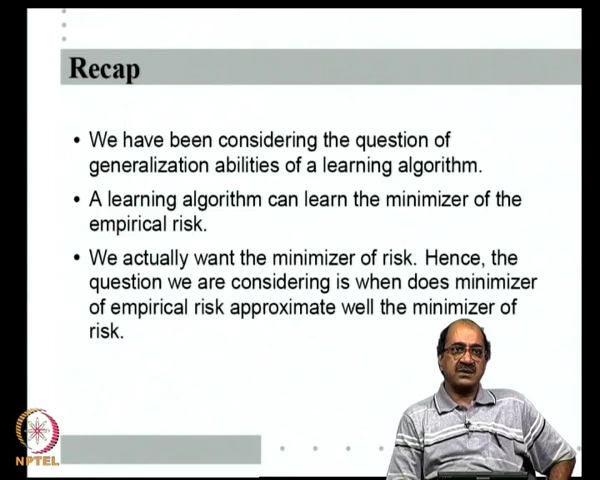 Recap
• We have been considering the question of
generalization abilities of a learning algorithm.
• A learning algorithm can learn the minimizer of the
empirical risk.
• We actually want the minimizer of risk. Hence, the
question we are considering is when does minimizer
of empirical risk approximate well the minimizer of
risk.
NPTEL